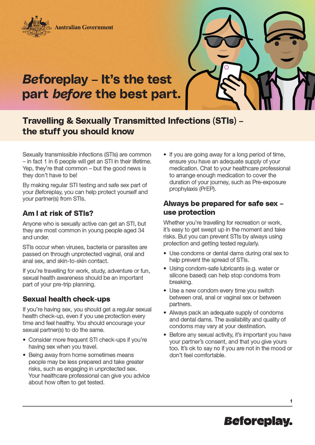 Australian Government
Beforeplay – It's the test
part before the best part.
Travelling & Sexually Transmitted Infections (STIs) –
the stuff you should know
Sexually transmissible infections (STIs) are common
– in fact 1 in 6 people will get an STI in their lifetime.
Yep, they're that common – but the good news is
they don't have to be!
By making regular STI testing and safe sex part of
your Beforeplay, you can help protect yourself and
your partner(s) from STIs.
Am I at risk of STIs?
Anyone who is sexually active can get an STI, but
they are most common in young people aged 34
and under.
STIs occur when viruses, bacteria or parasites are
passed on through unprotected vaginal, oral and
anal sex, and skin-to-skin contact.
If you're travelling for work, study, adventure or fun,
sexual health awareness should be an important
part of your pre-trip planning.
Sexual health check-ups
If you're having sex, you should get a regular sexual
health check-up, even if you use protection every
time and feel healthy. You should encourage your
sexual partner(s) to do the same.
• Consider more frequent STI check-ups if you're
having sex when you travel.
• Being away from home sometimes means
people may be less prepared and take greater
risks, such as engaging in unprotected sex.
Your healthcare professional can give you advice
about how often to get tested.
• If you are going away for a long period of time,
ensure you have an adequate supply of your
medication. Chat to your healthcare professional
to arrange enough medication to cover the
duration of your journey, such as Pre-exposure
prophylaxis (PrEP).
Always be prepared for safe sex –
use protection
Whether you're travelling for recreation or work,
it's easy to get swept up in the moment and take
risks. But you can prevent STIs by always using
protection and getting tested regularly.
• Use condoms or dental dams during oral sex to
help prevent the spread of STIs.
• Using condom-safe lubricants (e.g. water or
silicone based) can help stop condoms from
breaking.
• Use a new condom every time you switch
between oral, anal or vaginal sex or between
partners.
• Always pack an adequate supply of condoms
and dental dams. The availability and quality of
condoms may vary at your destination.
• Before any sexual activity, it's important you have
your partner's consent, and that you give yours
too. It's ok to say no if you are not in the mood or
don't feel comfortable.
1
Beforeplay.